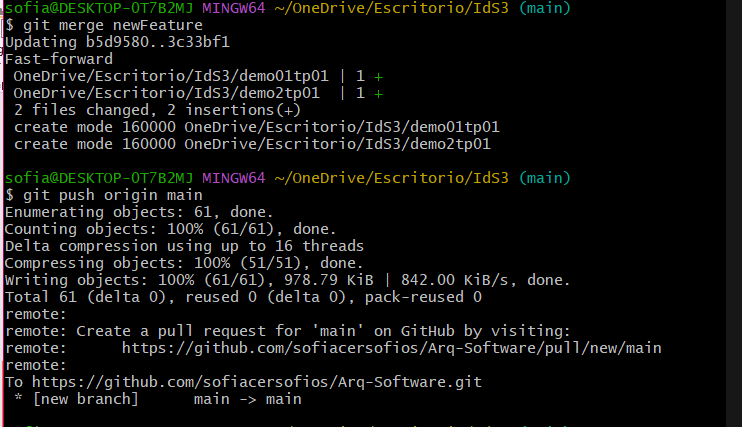 sofia@DESKTOP-OT7B2MJ MINGW64 ~/OneDrive/Escritorio/IdS3 (main)
$ git merge newFeature
Updating b5d9580..3c33bf1
Fast-forward
 OneDrive/Escritorio/IdS3/demo01tp01 | 1 +
 OneDrive/Escritorio/IdS3/demo2tp01  | 1 +
 2 files changed, 2 insertions(+)
 create mode 160000 OneDrive/Escritorio/IdS3/demo01tp01
 create mode 160000 OneDrive/Escritorio/IdS3/demo2tp01
sofia@DESKTOP-OT7B2MJ MINGW64 ~/OneDrive/Escritorio/IdS3 (main)
$ git push origin main
Enumerating objects: 61, done.
Counting objects: 100% (61/61), done.
Delta compression using up to 16 threads
Compressing objects: 100% (51/51), done.
Writing objects: 100% (61/61), 978.79 KiB | 842.00 KiB/s, done.
Total 61 (delta 0), reused 0 (delta 0), pack-reused 0
remote:
remote: Create a pull request for 'main' on GitHub by visiting:
remote:      https://github.com/sofiacersofios/Arq-Software/pull/new/main
remote:
To https://github.com/sofiacersofios/Arq-Software.git
 * [new branch]      main -> main